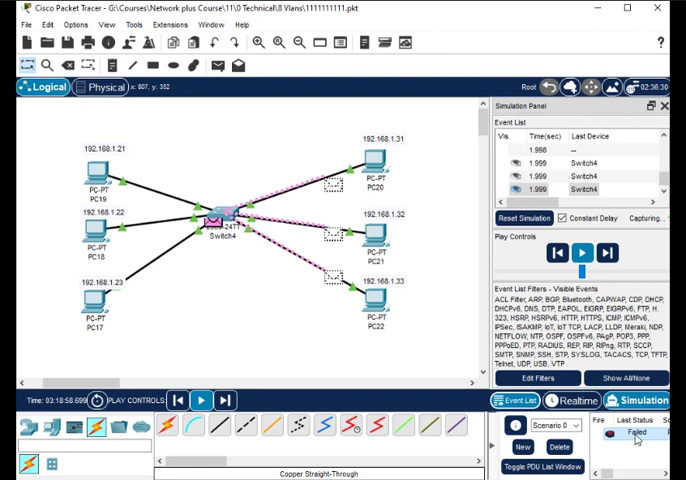 Cisco Packet Tracer - G:\Courses\Network plus Course\11\0 Technical\8 Vlans\1111111111.pkt
File Edit Options View Tools Extensions Window Help
?
Logical Physical x: 807, y: 352 Root 02:36:30
192.168.1.21
PC-PT
PC19
192.168.1.22
PC-PT
PC18
192.168.1.23
PC-PT
PC17
Switch4
192.168.1.31
PC-PT
PC20
192.168.1.32
PC-PT
PC21
192.168.1.33
PC-PT
PC22
Simulation Panel
Event List
Vis. Time(sec) Last Device
1.998 --
1.999 Switch4
1.999 Switch4
1.999 Switch4
Reset Simulation Constant Delay Capturing...
Play Controls
Event List Filters - Visible Events
ACL Filter, ARP, BGP, Bluetooth, CAPWAP, CDP, DHCP,
DHCPv6, DNS, DTP, EAPOL, EIGRP, EIGRPv6, FTP, H.
323, HSRP, HSRPv6, HTTP, HTTPS, ICMP, ICMPv6,
IPSec, ISAKMP, IoT, IoT TCP, LACP, LLDP, Meraki, NDP,
NETFLOW, NTP, OSPF, OSPFv6, PAgP, POP3, PPP,
PPPoED, PTP, RADIUS, REP, RIP, RIPng, RTP, SCCP,
SMTP, SNMP, SSH, STP, SYSLOG, TACACS, TCP, TFTP,
Telnet, UDP, USB, VTP
Edit Filters Show All/None
Time: 03:18:58.699 PLAY CONTROLS: Event List Realtime Simulation
Scenario 0
New Delete
Toggle PDU List Window
Fire Last Status
Failed
Copper Straight-Through